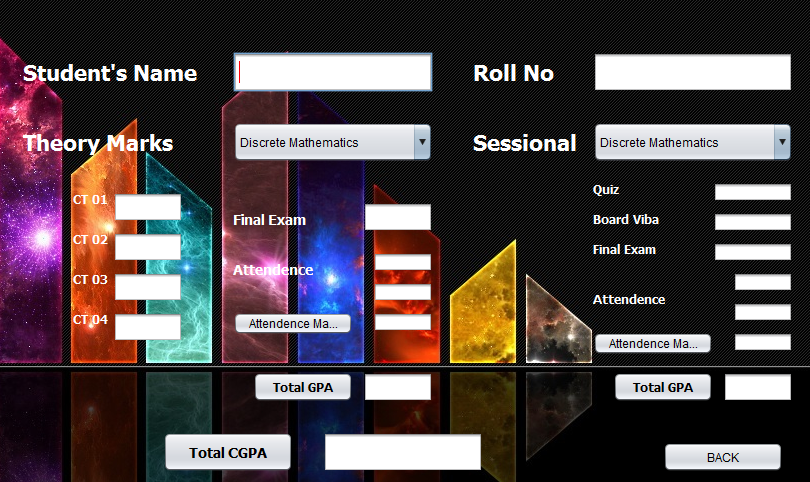 Student's Name
Roll No
Theory Marks
Discrete Mathematics
Sessional
Discrete Mathematics
CT 01
CT 02
CT 03
CT 04
Final Exam
Attendence
Attendence Ma...
Quiz
Board Viba
Final Exam
Attendence
Attendence Ma...
Total GPA
Total GPA
Total CGPA
BACK